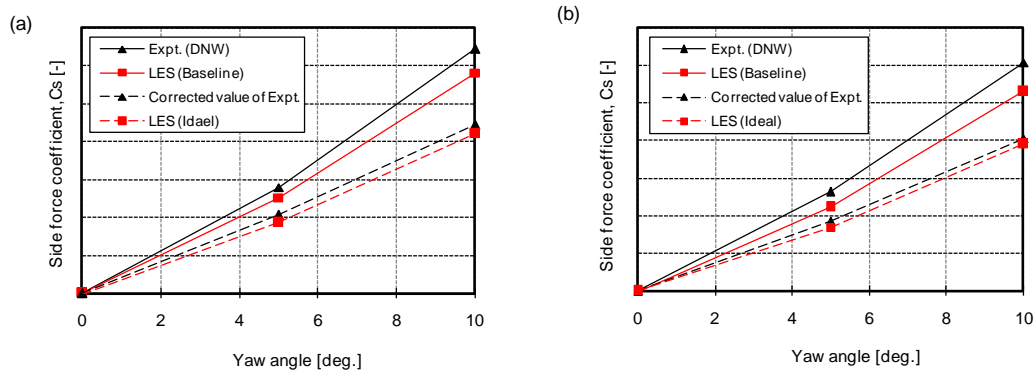 (a)
Expt. (DNW)
LES (Baseline)
Corrected value of Expt.
LES (Idael)
Side force coefficient, Cs [-]
0 2 4 6 8 10
Yaw angle [deg.]
(b)
Expt. (DNW)
LES (Baseline)
Corrected value of Expt.
LES (Ideal)
Side force coefficient, Cs [-]
0 2 4 6 8 10
Yaw angle [deg.]